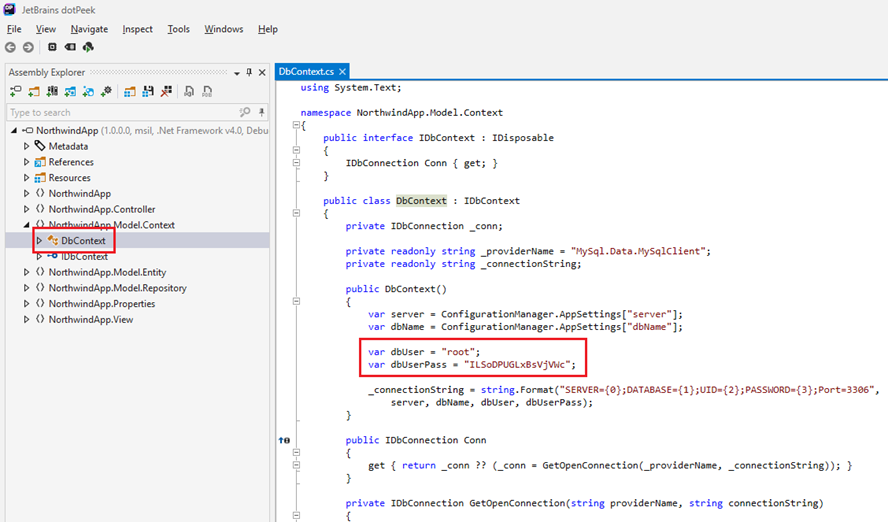 JetBrains dotPeek
File View Navigate Inspect Tools Windows Help
Assembly Explorer
Type to search
NorthwindApp (1.0.0.0, msil, .Net Framework v4.0, Debu
Metadata
References
Resources
NorthwindApp
NorthwindApp.Controller
NorthwindApp.Model.Context
DbContext
IDbContext
NorthwindApp.Model.Entity
NorthwindApp.Model.Repository
NorthwindApp.Properties
NorthwindApp.View
DbContext.cs
using System.Text;
namespace NorthwindApp.Model.Context
{
public interface IDbContext : IDisposable
{
IDbConnection Conn { get; }
}
public class DbContext : IDbContext
{
private IDbConnection _conn;
private readonly string _providerName = "MySql.Data.MySqlClient";
private readonly string _connectionString;
public DbContext()
{
var server = ConfigurationManager.AppSettings["server"];
var dbName = ConfigurationManager.AppSettings["dbName"];
var dbUser = "root";
var dbUserPass = "ILSoDPUGLxBsVjVWc";
_connectionString = string.Format("SERVER={0};DATABASE={1};UID={2};PASSWORD={3};Port=3306",
server, dbName, dbUser, dbUserPass);
}
public IDbConnection Conn
{
get { return _conn ?? (_conn = GetOpenConnection(_providerName, _connectionString)); }
}
private IDbConnection GetOpenConnection(string providerName, string connectionString)
{